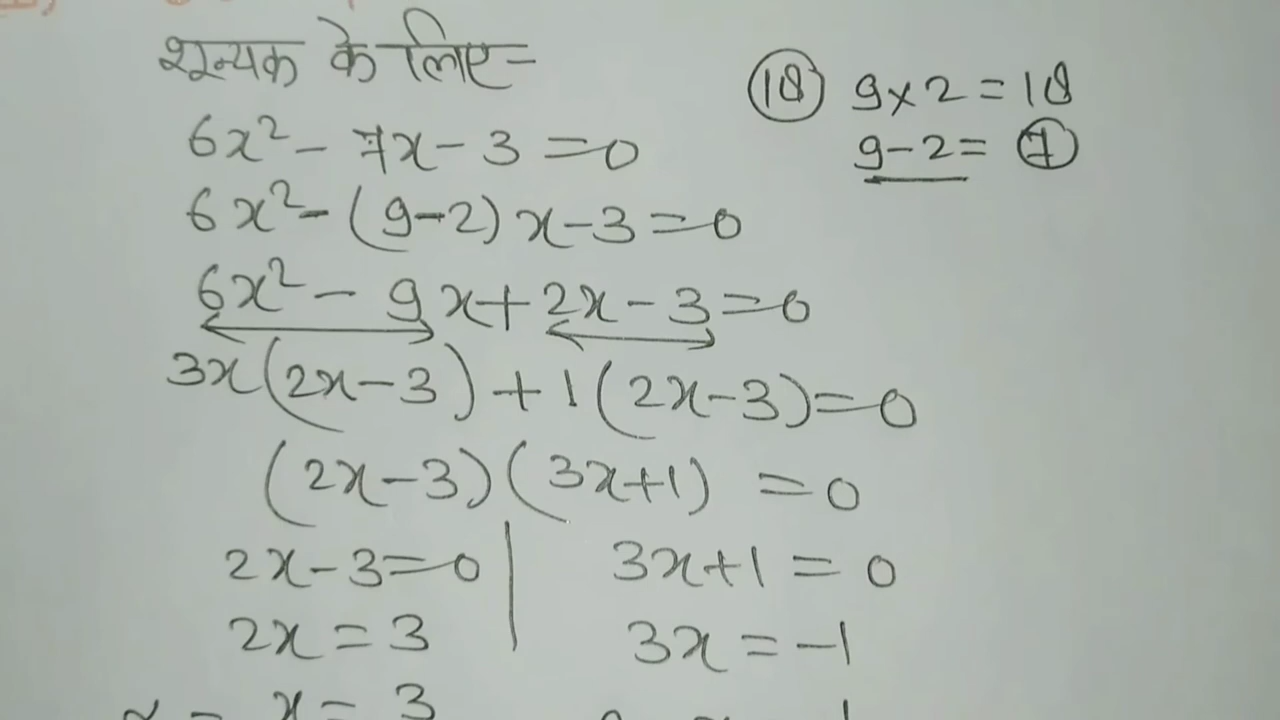 शून्यक के लिए-
6x² - 7x - 3 = 0
6x² - (9-2)x - 3 = 0
6x² - 9x + 2x - 3 = 0
3x(2x-3) + 1(2x-3) = 0
(2x-3)(3x+1) = 0
2x-3=0
2x = 3
x = 3
3x+1 = 0
3x = -1
18 9×2=18
9-2= 7